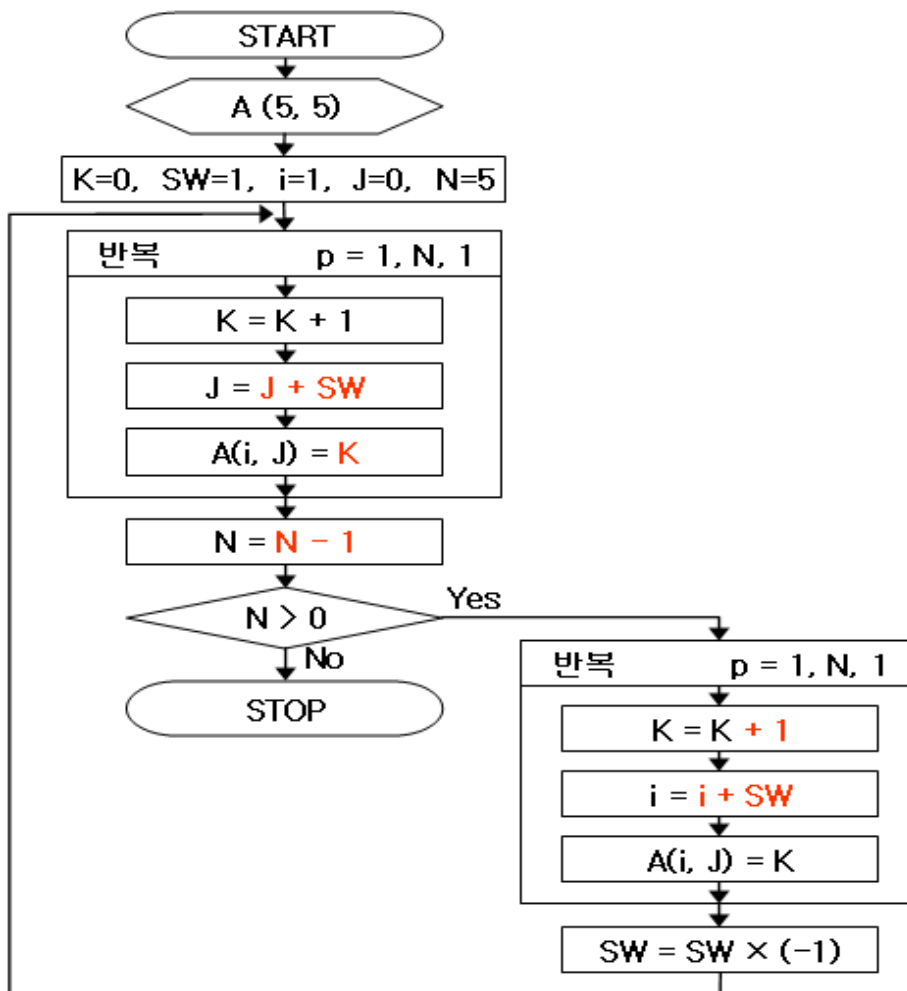 START
A (5, 5)
K=0, SW=1, i=1, J=0, N=5
반복 p = 1, N, 1
K = K + 1
J = J + SW
A(i, J) = K
N = N - 1
N > 0
Yes
No
STOP
반복 p = 1, N, 1
K = K + 1
i = i + SW
A(i, J) = K
SW = SW × (-1)